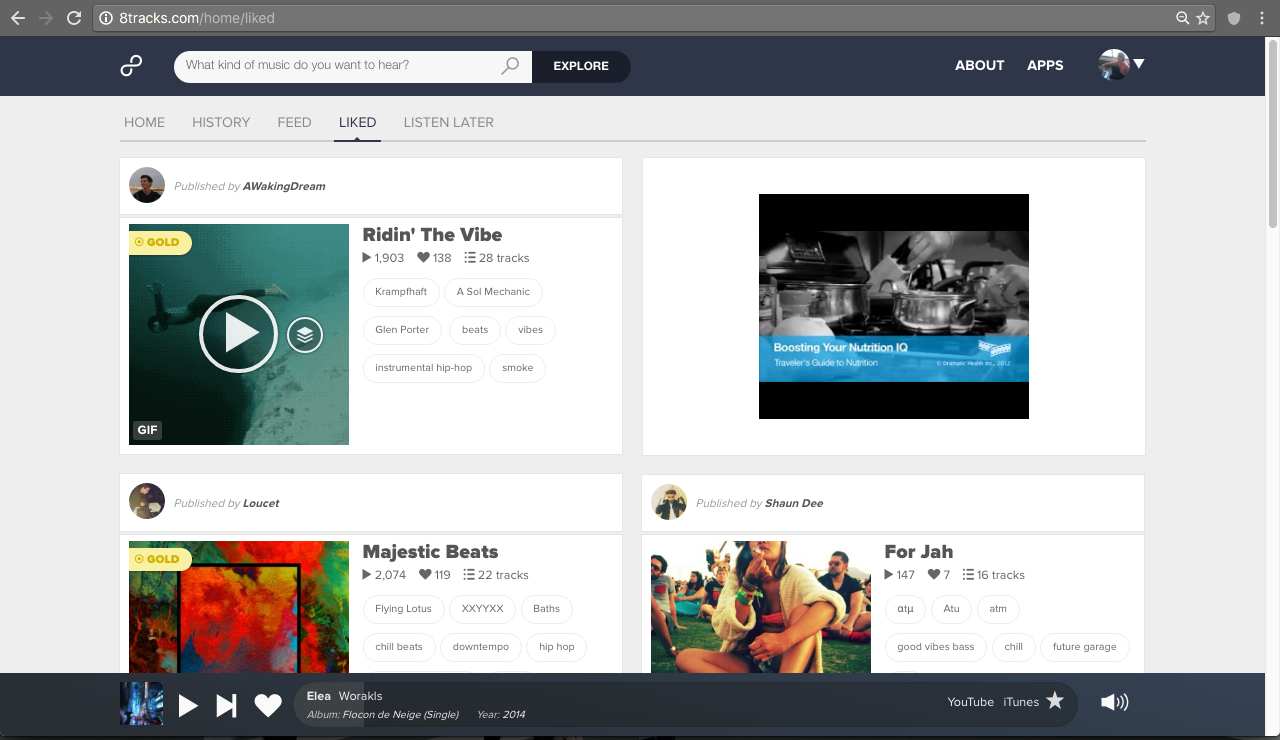 8tracks.com/home/liked
What kind of music do you want to hear?
EXPLORE
ABOUT
APPS
HOME
HISTORY
FEED
LIKED
LISTEN LATER
Published by AWakingDream
GOLD
GIF
Ridin' The Vibe
1,903 138 28 tracks
Krampfhaft A Sol Mechanic
Glen Porter beats vibes
instrumental hip-hop smoke
Boosting Your Nutrition IQ
Traveler's Guide to Nutrition © Dramatic Health Inc., 2012
Published by Loucet
GOLD
Majestic Beats
2,074 119 22 tracks
Flying Lotus XXYYXX Baths
chill beats downtempo hip hop
Published by Shaun Dee
For Jah
147 7 16 tracks
αtμ Atu atm
good vibes bass chill future garage
Elea Worakls
Album: Flocon de Neige (Single) Year: 2014
YouTube iTunes